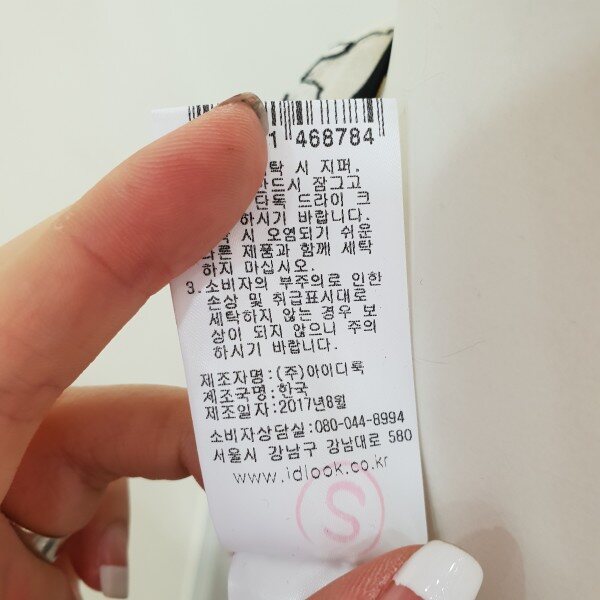 1 468784
탁 시 지퍼.
반드시 잠그고
단독 드라이 크
하시기 바랍니다.
탁 시 오염되기 쉬운
다른 제품과 함께 세탁
하지 마십시오.
3.소비자의 부주의로 인한
손상 및 취급표시대로
세탁하지 않는 경우 보
상이 되지 않으니 주의
하시기 바랍니다.
제조자명:(주)아이디룩
제조국명:한국
제조일자:2017년8월
소비자상담실:080-044-8994
서울시 강남구 강남대로 580
www.idlook.co.kr
S